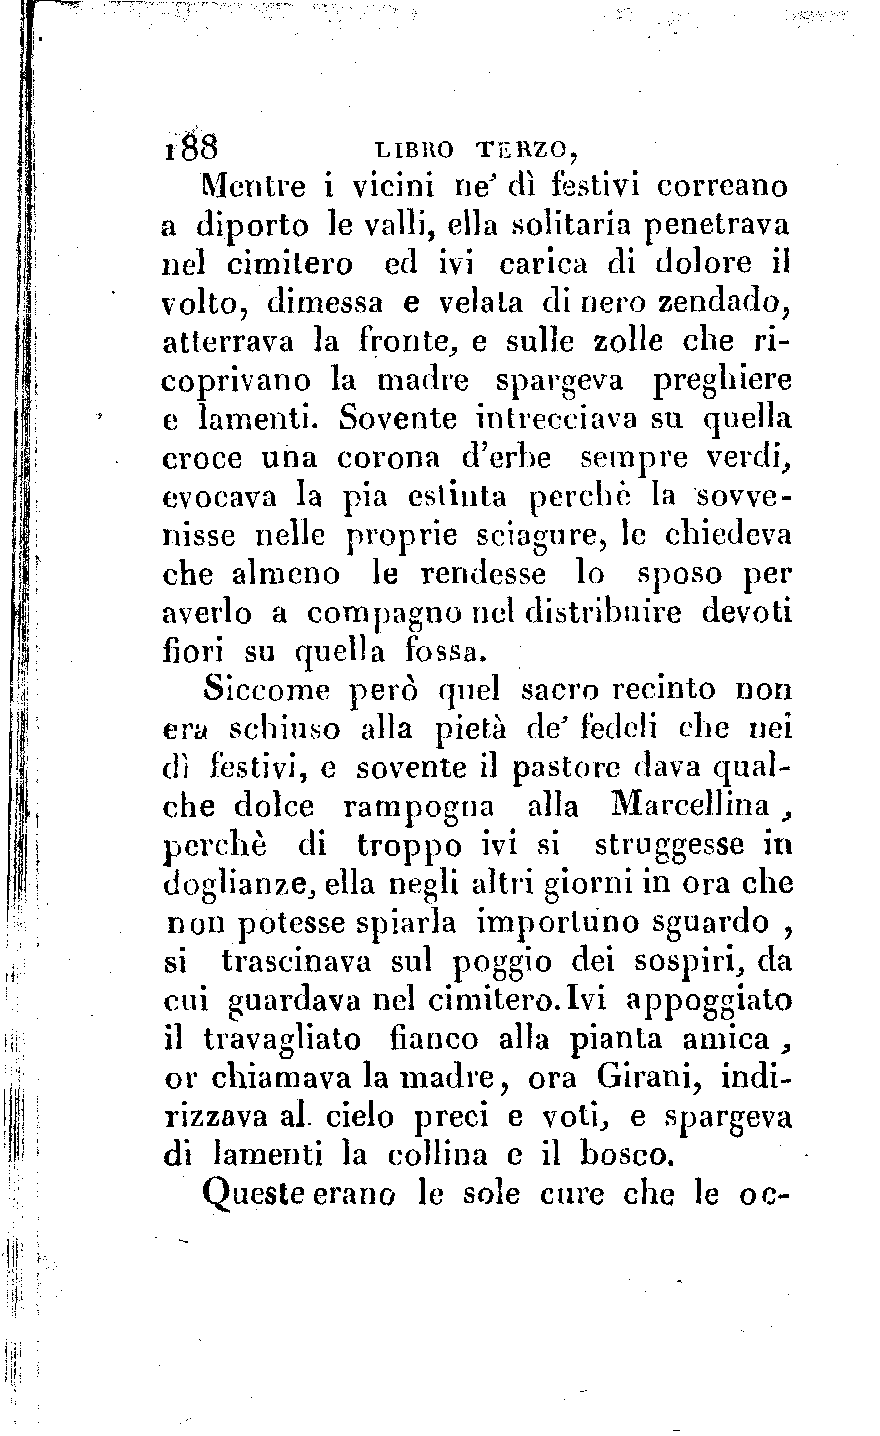 188 LIBRO TERZO,
Mentre i vicini ne' dì festivi correano
a diporto le valli, ella solitaria penetrava
nel cimitero ed ivi carica di dolore il
volto, dimessa e velata di nero zendado,
atterrava la fronte, e sulle zolle che ri-
coprivano la madre spargeva preghiere
e lamenti. Sovente intrecciava su quella
croce una corona d'erbe sempre verdi,
evocava la pia estinta perchè la sovve-
nisse nelle proprie sciagure, le chiedeva
che almeno le rendesse lo sposo per
averlo a compagno nel distribuire devoti
fiori su quella fossa.
Siccome però quel sacro recinto non
era schiuso alla pietà de' fedeli che nei
dì festivi, e sovente il pastore dava qual-
che dolce rampogna alla Marcellina ,
perchè di troppo ivi si struggesse in
doglianze, ella negli altri giorni in ora che
non potesse spiarla importuno sguardo ,
si trascinava sul poggio dei sospiri, da
cui guardava nel cimitero. Ivi appoggiato
il travagliato fianco alla pianta amica ,
or chiamava la madre, ora Girani, indi-
rizzava al cielo preci e voti, e spargeva
di lamenti la collina e il bosco.
Queste erano le sole cure che le oc-